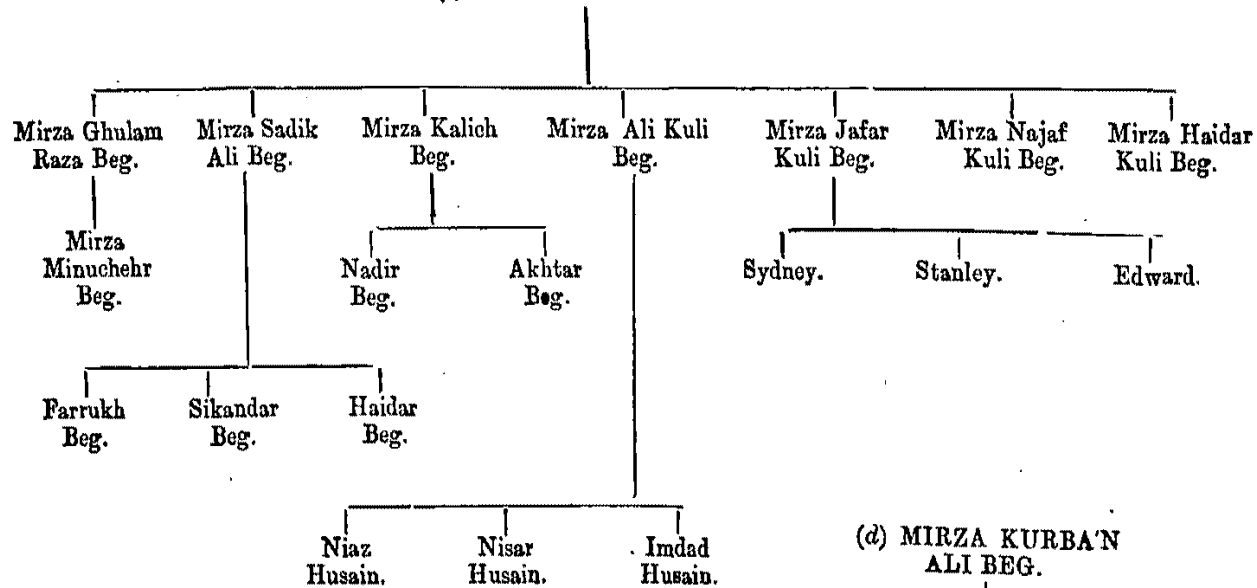 Mirza Ghulam
Raza Beg.
Mirza Sadik
Ali Beg.
Mirza Kalich
Beg.
Mirza Ali Kuli
Beg.
Mirza Jafar
Kuli Beg.
Mirza Najaf
Kuli Beg.
Mirza Haidar
Kuli Beg.
Mirza
Minuchehr
Beg.
Nadir
Beg.
Akhtar
Beg.
Sydney.
Stanley.
Edward.
Farrukh
Beg.
Sikandar
Beg.
Haidar
Beg.
Niaz
Husain.
Nisar
Husain.
Imdad
Husain.
(d) MIRZA KURBA'N
ALI BEG.